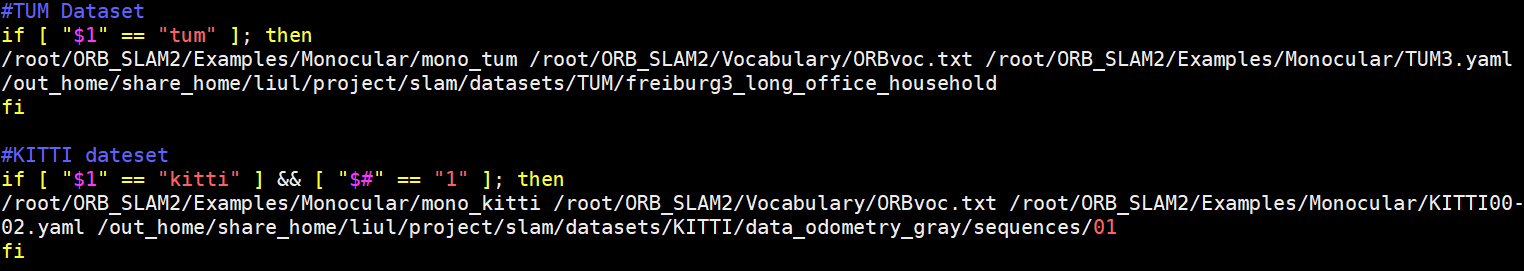 #TUM Dataset
if [ "$1" == "tum" ]; then
/root/ORB_SLAM2/Examples/Monocular/mono_tum /root/ORB_SLAM2/Vocabulary/ORBvoc.txt /root/ORB_SLAM2/Examples/Monocular/TUM3.yaml
/out_home/share_home/liul/project/slam/datasets/TUM/freiburg3_long_office_household
fi
#KITTI dateset
if [ "$1" == "kitti" ] && [ "$#" == "1" ]; then
/root/ORB_SLAM2/Examples/Monocular/mono_kitti /root/ORB_SLAM2/Vocabulary/ORBvoc.txt /root/ORB_SLAM2/Examples/Monocular/KITTI00-
02.yaml /out_home/share_home/liul/project/slam/datasets/KITTI/data_odometry_gray/sequences/01
fi